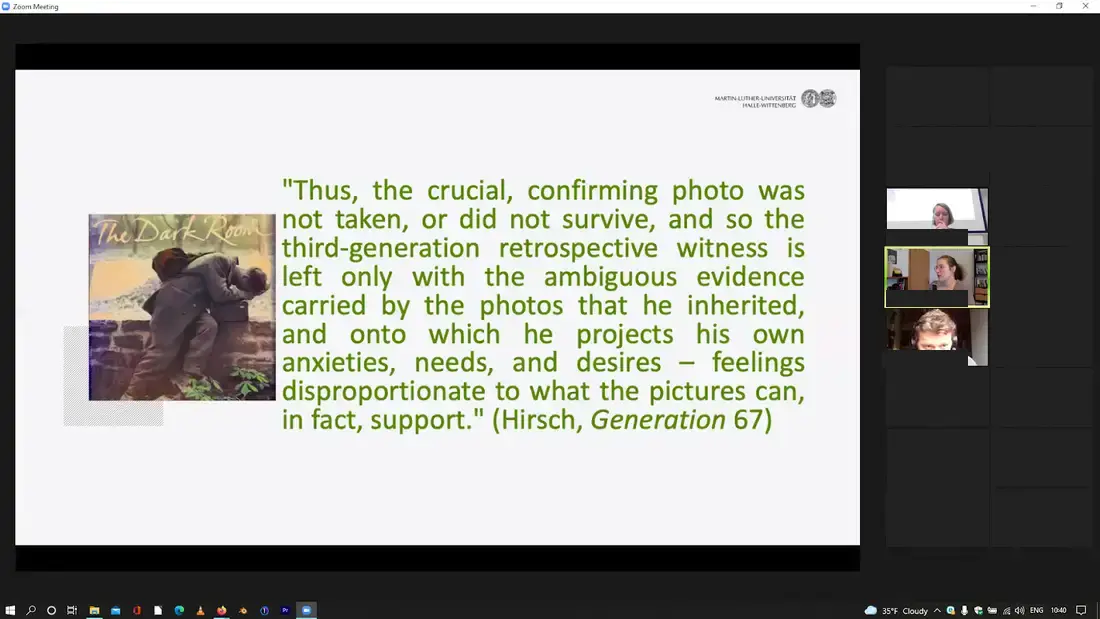 Zoom Meeting
MARTIN-LUTHER-UNIVERSITÄT
HALLE-WITTENBERG
The Dark Room
"Thus, the crucial, confirming photo was
not taken, or did not survive, and so the
third-generation retrospective witness is
left only with the ambiguous evidence
carried by the photos that he inherited,
and onto which he projects his own
anxieties, needs, and desires – feelings
disproportionate to what the pictures can,
in fact, support." (Hirsch, Generation 67)
35°F Cloudy
ENG
10:40